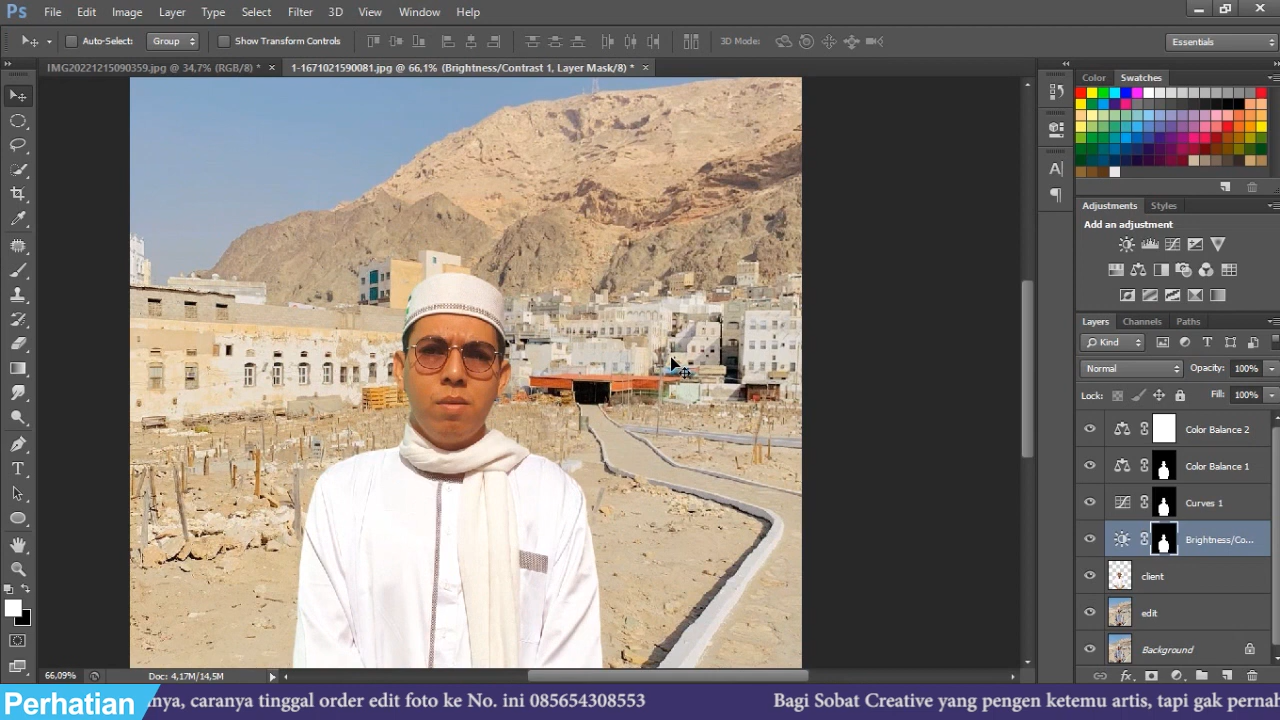 Ps File Edit Image Layer Type Select Filter 3D View Window Help
Auto-Select: Group Show Transform Controls 3D Mode: Essentials
IMG20221215090359.jpg @ 34,7% (RGB/8) * × 1-1671021590081.jpg @ 66,1% (Brightness/Contrast 1, Layer Mask/8) * ×
Color Swatches
Adjustments Styles
Add an adjustment
Layers Channels Paths
Kind
Normal Opacity: 100%
Lock: Fill: 100%
Color Balance 2
Color Balance 1
Curves 1
Brightness/Co...
client
edit
Background
66,09% Doc: 4,17M/14,5M
Perhatian nya, caranya tinggal order edit foto ke No. ini 085654308553 Bagi Sobat Creative yang pengen ketemu artis, tapi gak pernah